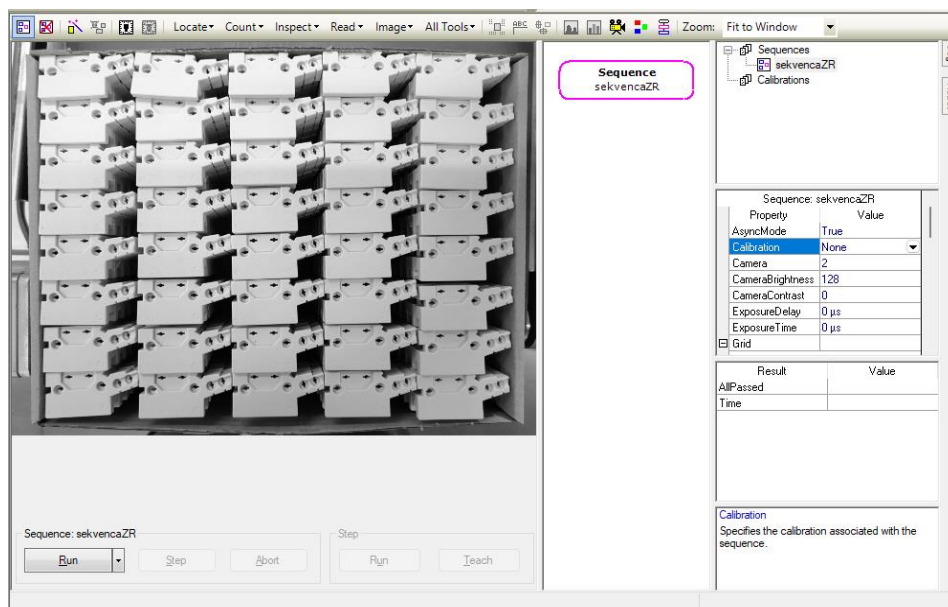 Locate Count Inspect Read Image All Tools ABC Zoom: Fit to Window
Sequence
sekvencaZR
Sequences
sekvencaZR
Calibrations
Sequence: sekvencaZR
Property Value
AsyncMode True
Calibration None
Camera 2
CameraBrightness 128
CameraContrast 0
ExposureDelay 0 µs
ExposureTime 0 µs
Grid
Result Value
AllPassed
Time
Calibration
Specifies the calibration associated with the
sequence.
Sequence: sekvencaZR
Run Step Abort
Step
Run Teach